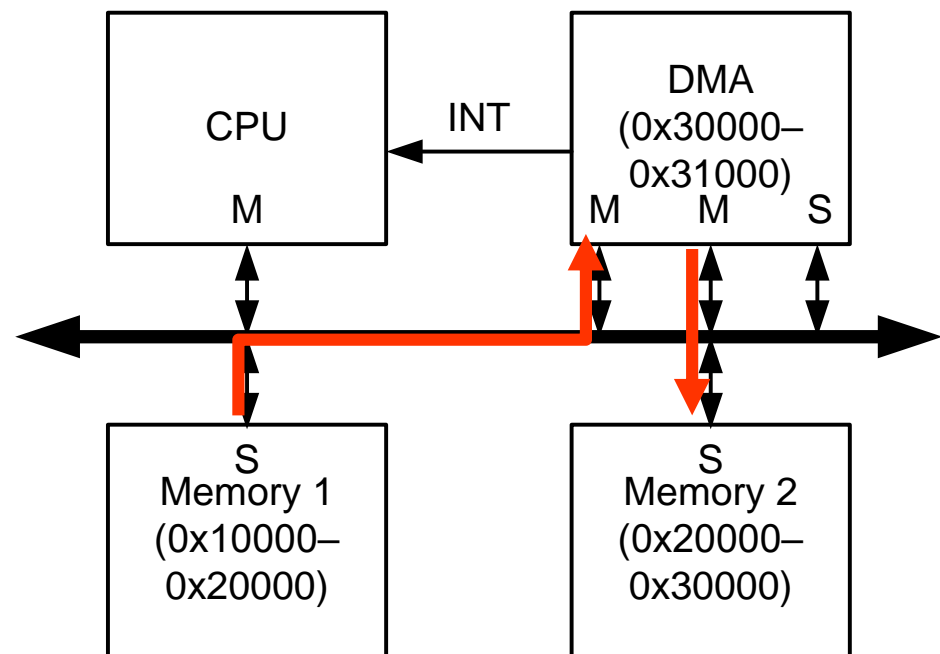 CPU
M
INT
DMA
(0x30000–
0x31000)
M M S
S
Memory 1
(0x10000–
0x20000)
S
Memory 2
(0x20000–
0x30000)